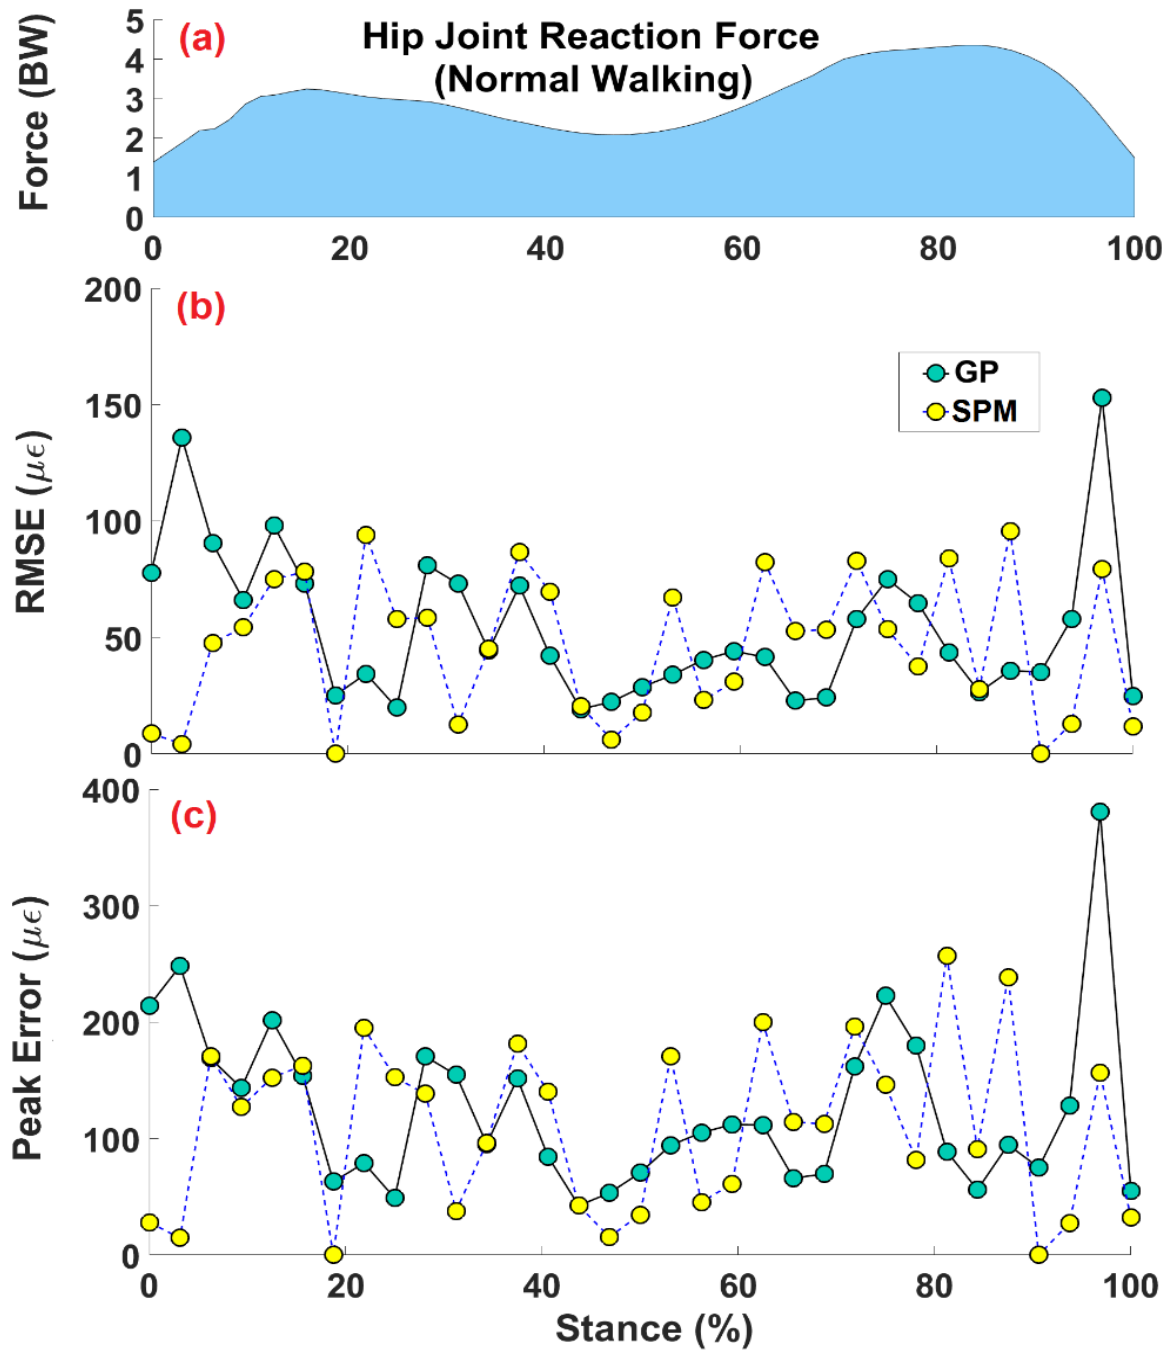 (a)
Hip Joint Reaction Force
(Normal Walking)
Force (BW)
5
4
3
2
1
0
0 20 40 60 80 100
(b)
RMSE (μϵ)
200
150
100
50
0
GP
SPM
(c)
Peak Error (μϵ)
400
300
200
100
0
0 20 40 60 80 100
Stance (%)